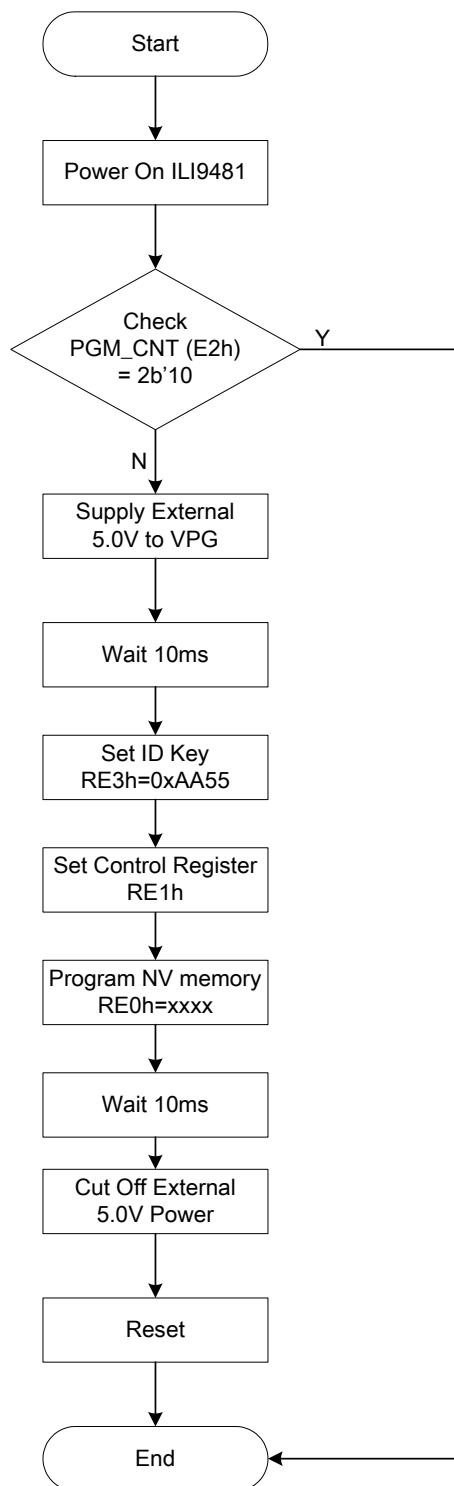 Start
Power On ILI9481
Check
PGM_CNT (E2h)
= 2b'10
Y
N
Supply External
5.0V to VPG
Wait 10ms
Set ID Key
RE3h=0xAA55
Set Control Register
RE1h
Program NV memory
RE0h=xxxx
Wait 10ms
Cut Off External
5.0V Power
Reset
End